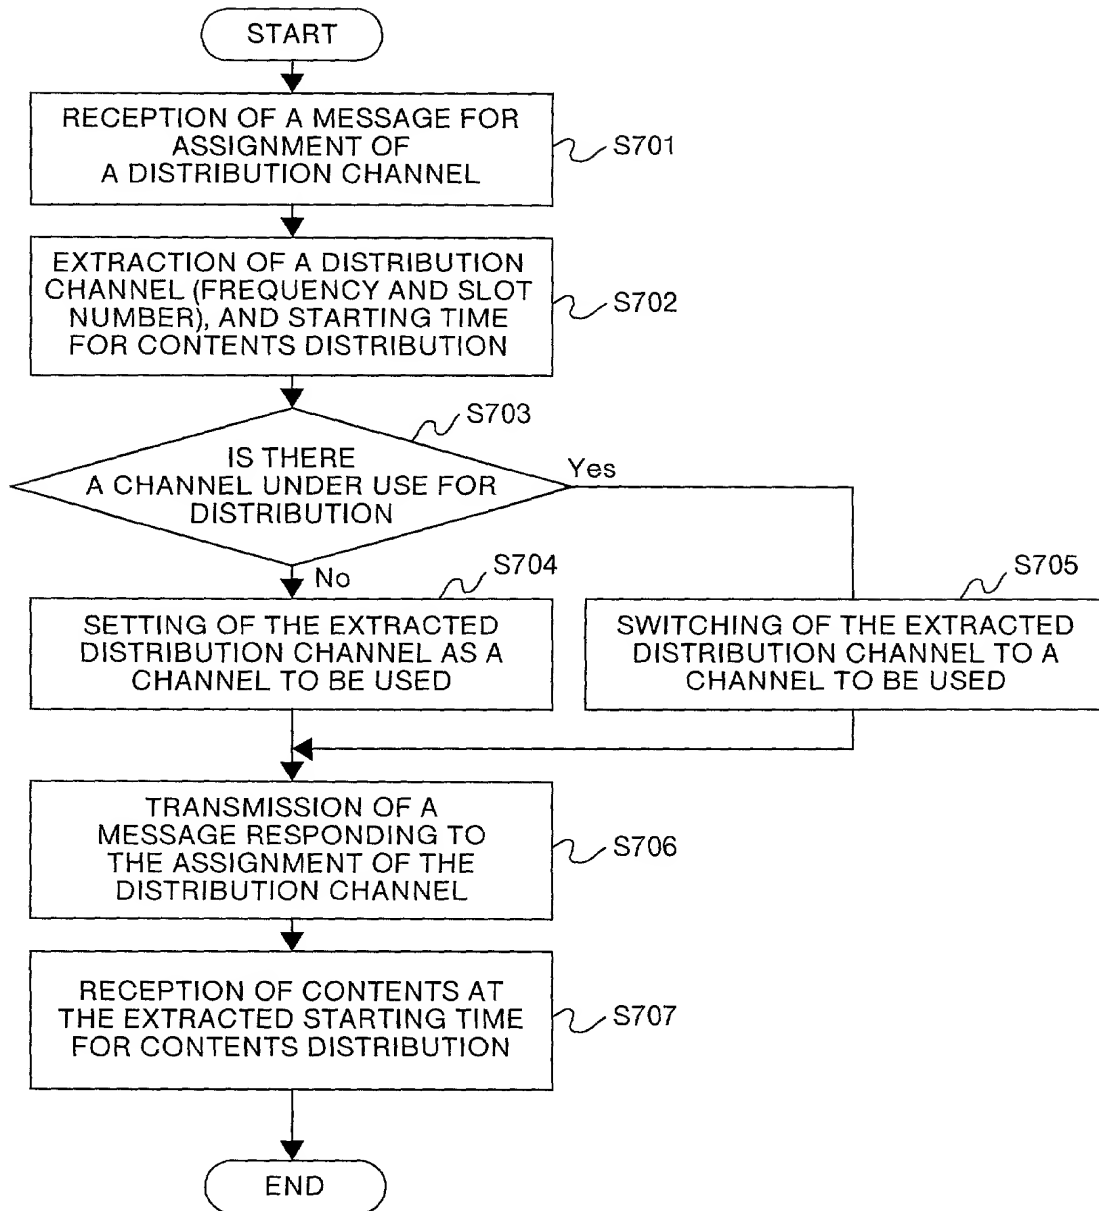 START
RECEPTION OF A MESSAGE FOR
ASSIGNMENT OF
A DISTRIBUTION CHANNEL
S701
EXTRACTION OF A DISTRIBUTION
CHANNEL (FREQUENCY AND SLOT
NUMBER), AND STARTING TIME
FOR CONTENTS DISTRIBUTION
S702
S703
IS THERE
A CHANNEL UNDER USE FOR
DISTRIBUTION
Yes
No
S704
SETTING OF THE EXTRACTED
DISTRIBUTION CHANNEL AS A
CHANNEL TO BE USED
S705
SWITCHING OF THE EXTRACTED
DISTRIBUTION CHANNEL TO A
CHANNEL TO BE USED
TRANSMISSION OF A
MESSAGE RESPONDING TO
THE ASSIGNMENT OF THE
DISTRIBUTION CHANNEL
S706
RECEPTION OF CONTENTS AT
THE EXTRACTED STARTING TIME
FOR CONTENTS DISTRIBUTION
S707
END